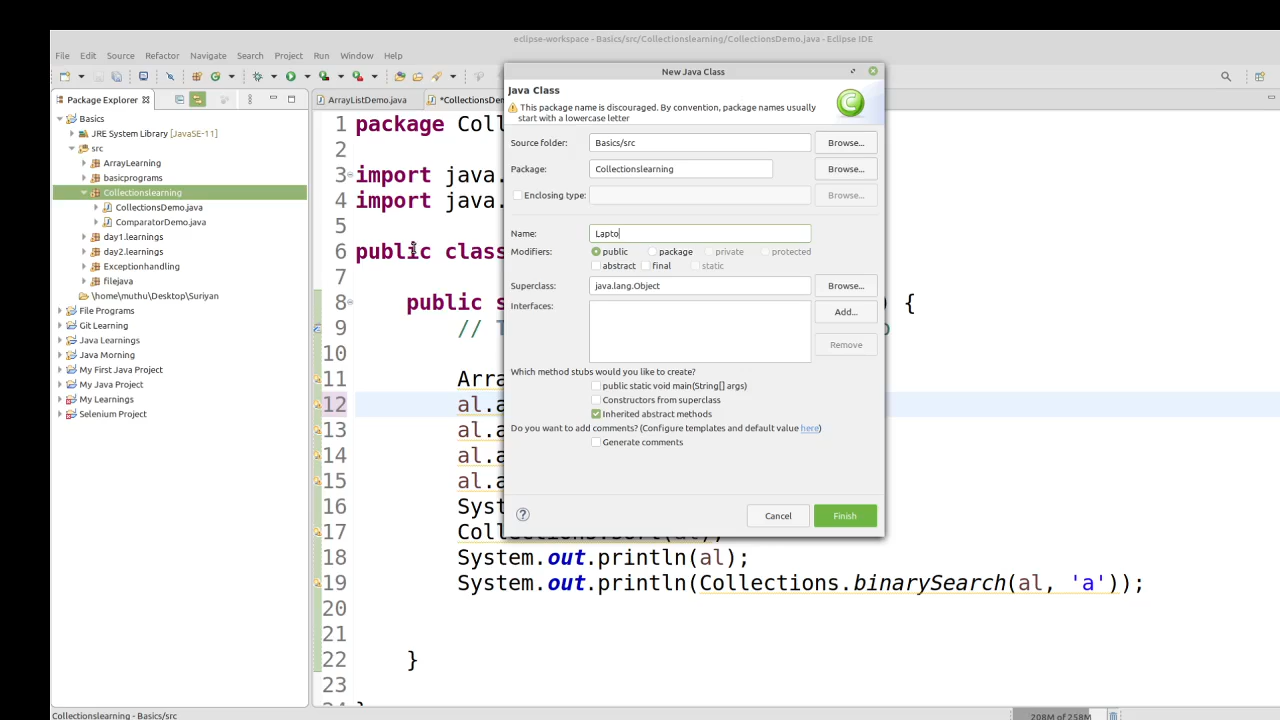 eclipse-workspace - Basics/src/Collectionslearning/CollectionsDemo.java - Eclipse IDE
File Edit Source Refactor Navigate Search Project Run Window Help
Package Explorer
Basics
JRE System Library [JavaSE-11]
src
ArrayLearning
basicprograms
Collectionslearning
CollectionsDemo.java
ComparatorDemo.java
day1.learnings
day2.learnings
Exceptionhandling
filejava
\home\muthu\Desktop\Suriyan
File Programs
Git Learning
Java Learnings
Java Morning
My First Java Project
My Java Project
My Learnings
Selenium Project
ArrayListDemo.java *CollectionsDem
1 package Coll
2
3 import java.
4 import java.
5
6 public class
7
8 public s ) {
9 //
10
11 Arra
12 al.a
13 al.a
14 al.a
15 al.a
16 Syst
17 Collections.sort(al);
18 System.out.println(al);
19 System.out.println(Collections.binarySearch(al, 'a'));
20
21
22 }
23
New Java Class
Java Class
This package name is discouraged. By convention, package names usually
start with a lowercase letter
Source folder: Basics/src Browse...
Package: Collectionslearning Browse...
Enclosing type: Browse...
Name: Lapto
Modifiers: public package private protected
abstract final static
Superclass: java.lang.Object Browse...
Interfaces: Add...
Remove
Which method stubs would you like to create?
public static void main(String[] args)
Constructors from superclass
Inherited abstract methods
Do you want to add comments? (Configure templates and default value here)
Generate comments
? Cancel Finish
Collectionslearning - Basics/src
208M of 258M